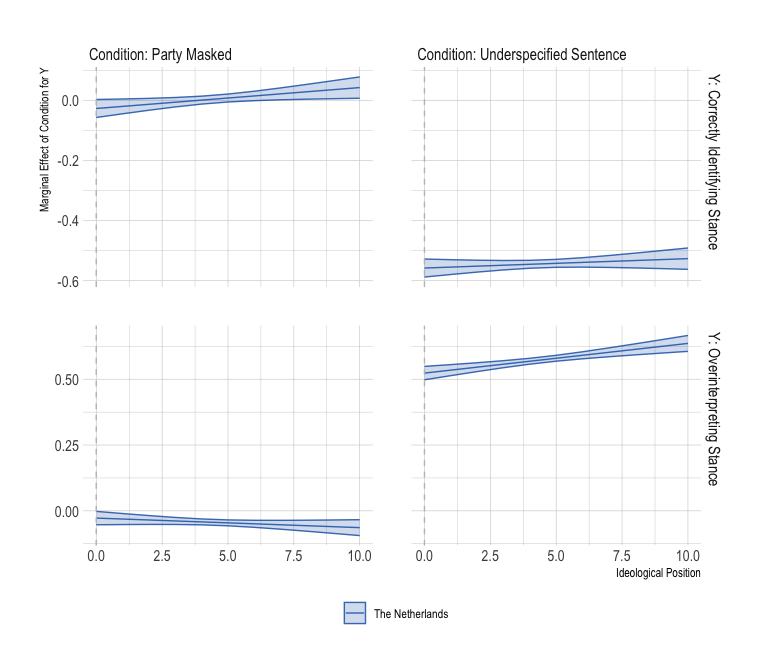 Condition: Party Masked
Condition: Underspecified Sentence
Marginal Effect of Condition for Y
0.0
-0.2
-0.4
-0.6
Y: Correctly Identifying Stance
0.50
0.25
0.00
Y: Overinterpreting Stance
0.0 2.5 5.0 7.5 10.0
0.0 2.5 5.0 7.5 10.0
Ideological Position
The Netherlands